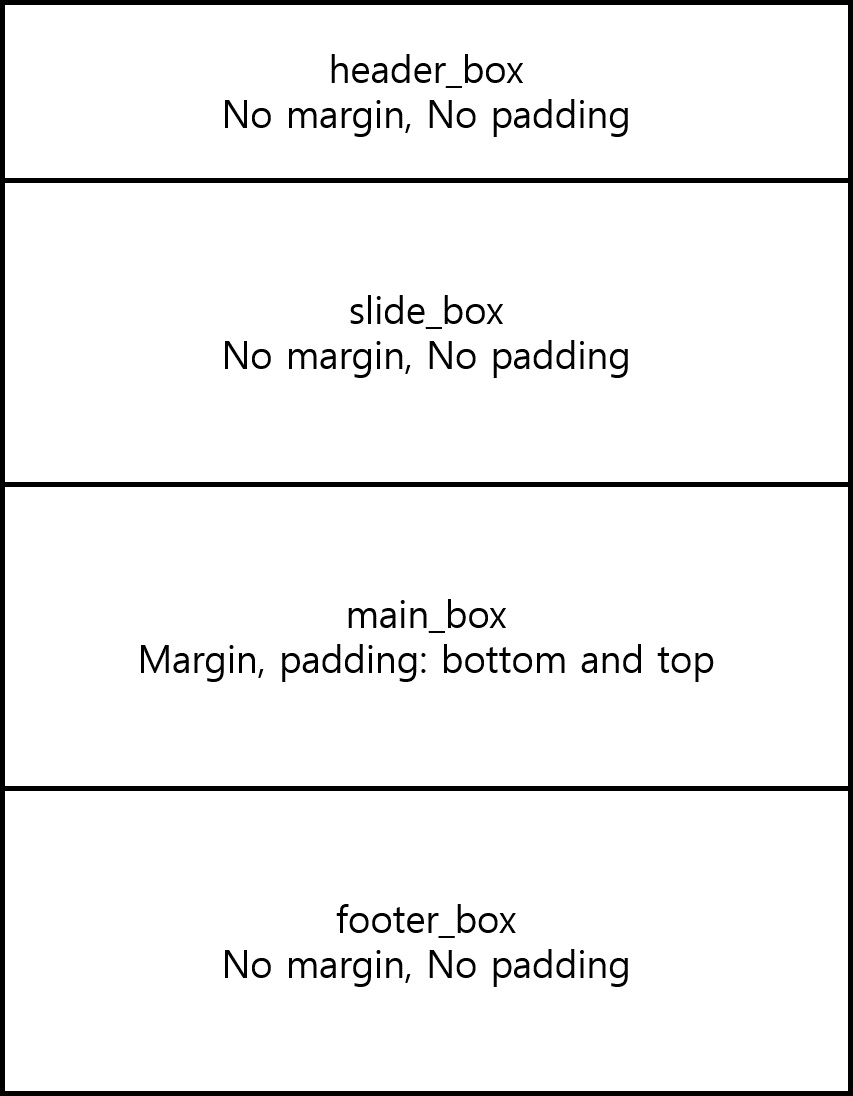 header_box
No margin, No padding
slide_box
No margin, No padding
main_box
Margin, padding: bottom and top
footer_box
No margin, No padding